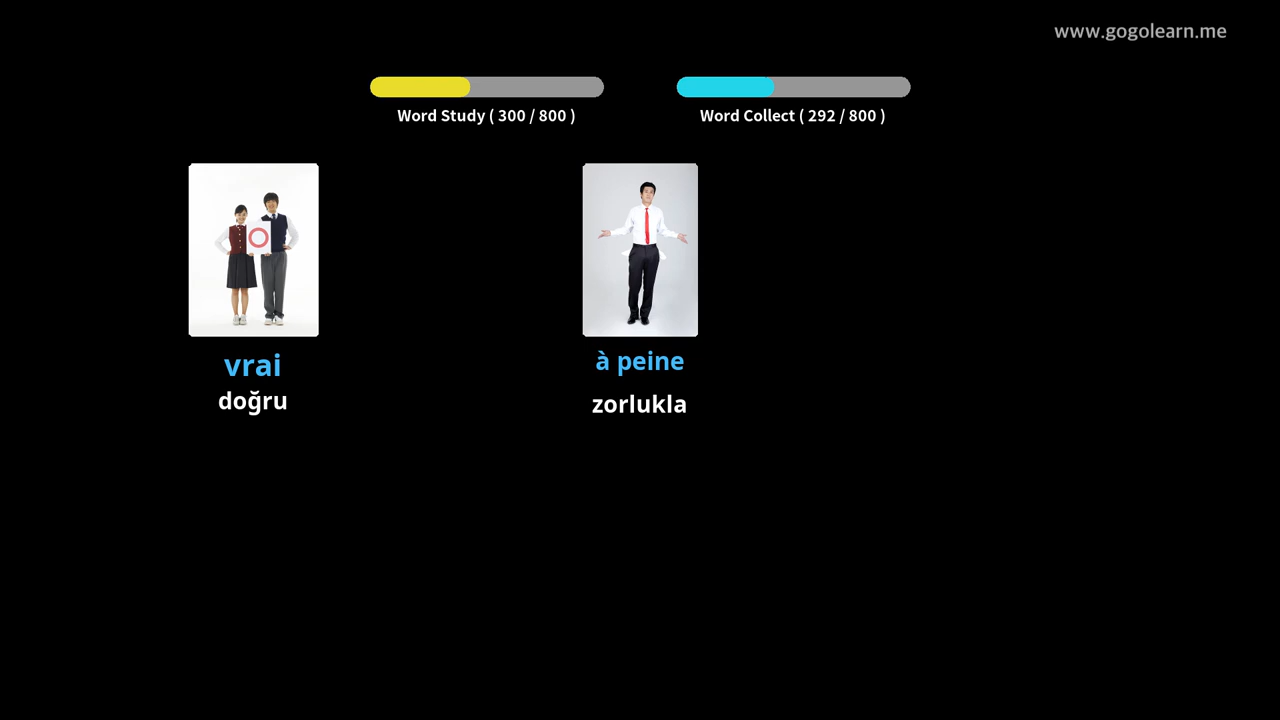 www.gogolearn.me
Word Study ( 300 / 800 )
Word Collect ( 292 / 800 )
vrai
doğru
à peine
zorlukla